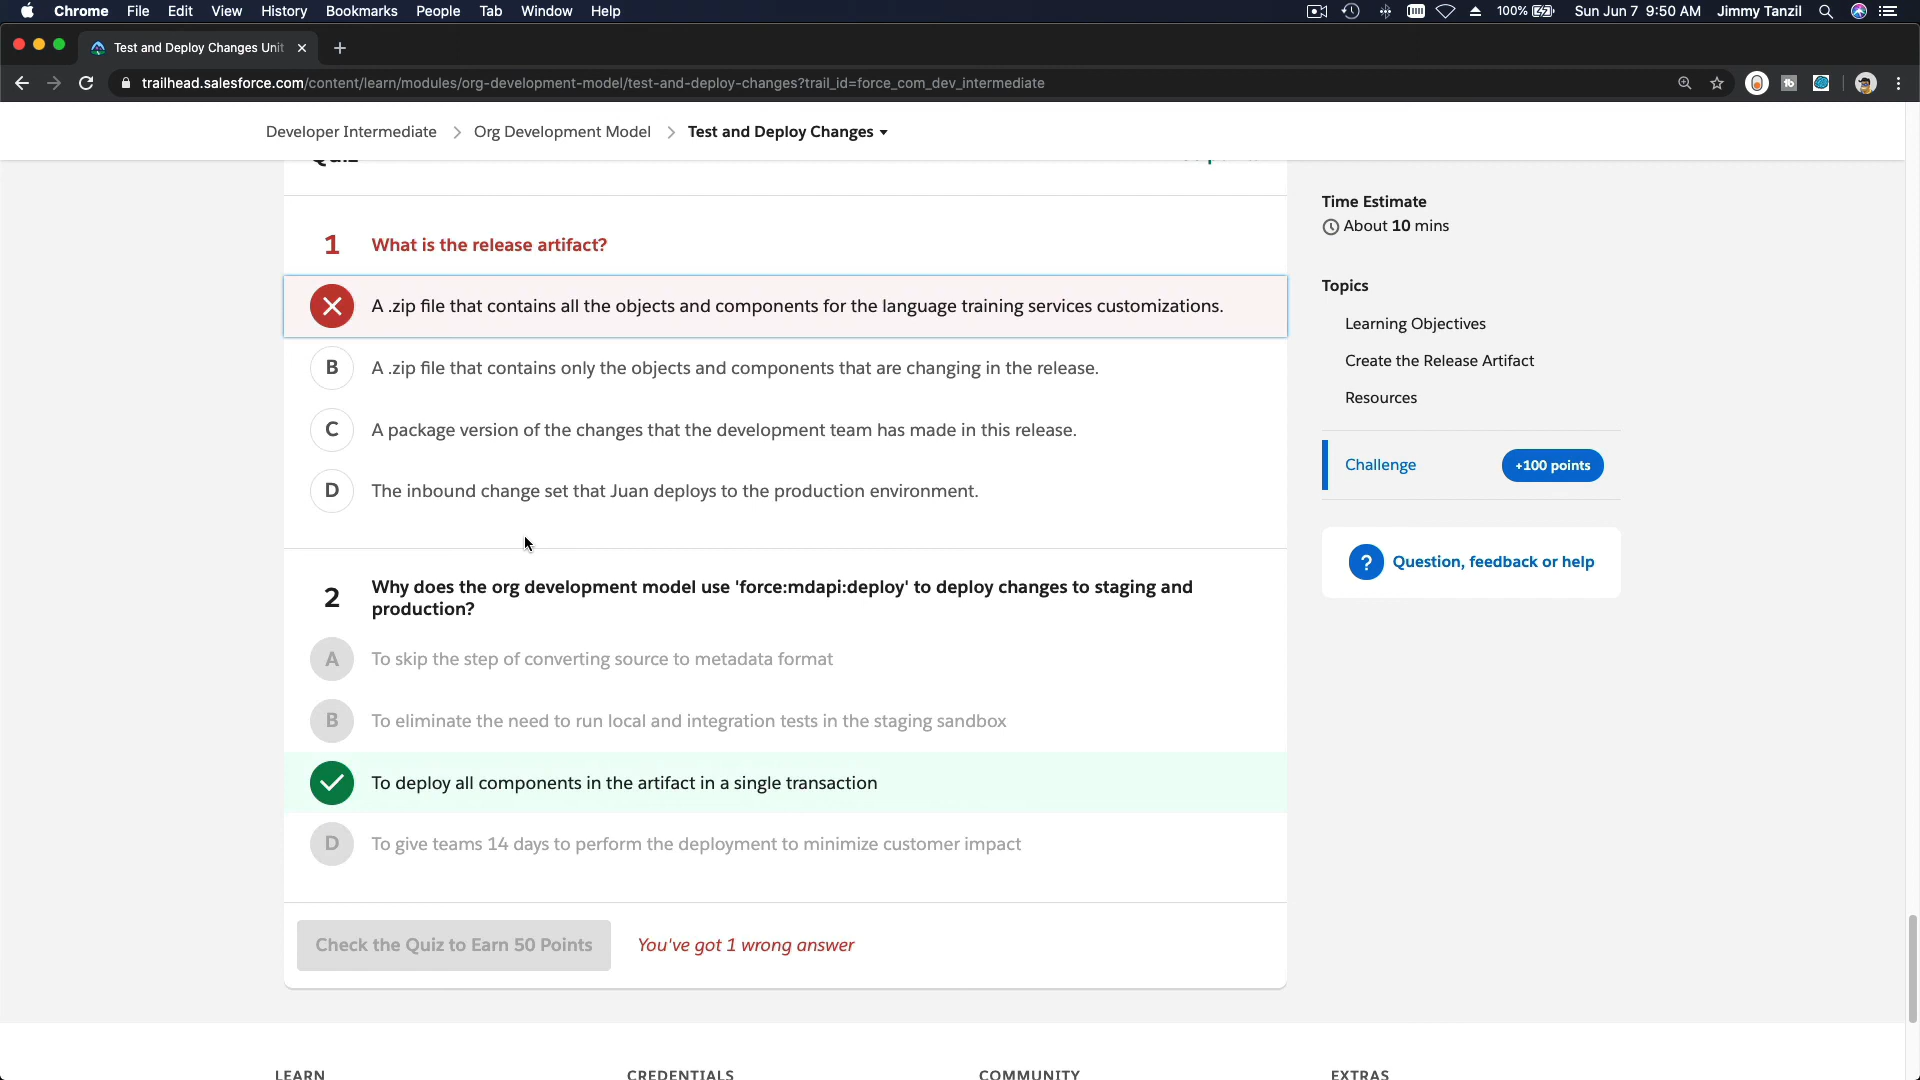 Chrome File Edit View History Bookmarks People Tab Window Help 100% Sun Jun 7 9:50 AM Jimmy Tanzil
Test and Deploy Changes Unit
trailhead.salesforce.com/content/learn/modules/org-development-model/test-and-deploy-changes?trail_id=force_com_dev_intermediate
Developer Intermediate > Org Development Model > Test and Deploy Changes
Quiz
1 What is the release artifact?
A .zip file that contains all the objects and components for the language training services customizations.
B A .zip file that contains only the objects and components that are changing in the release.
C A package version of the changes that the development team has made in this release.
D The inbound change set that Juan deploys to the production environment.
2 Why does the org development model use 'force:mdapi:deploy' to deploy changes to staging and
production?
A To skip the step of converting source to metadata format
B To eliminate the need to run local and integration tests in the staging sandbox
To deploy all components in the artifact in a single transaction
D To give teams 14 days to perform the deployment to minimize customer impact
Check the Quiz to Earn 50 Points You've got 1 wrong answer
Time Estimate
About 10 mins
Topics
Learning Objectives
Create the Release Artifact
Resources
Challenge +100 points
? Question, feedback or help
LEARN CREDENTIALS COMMUNITY EXTRAS